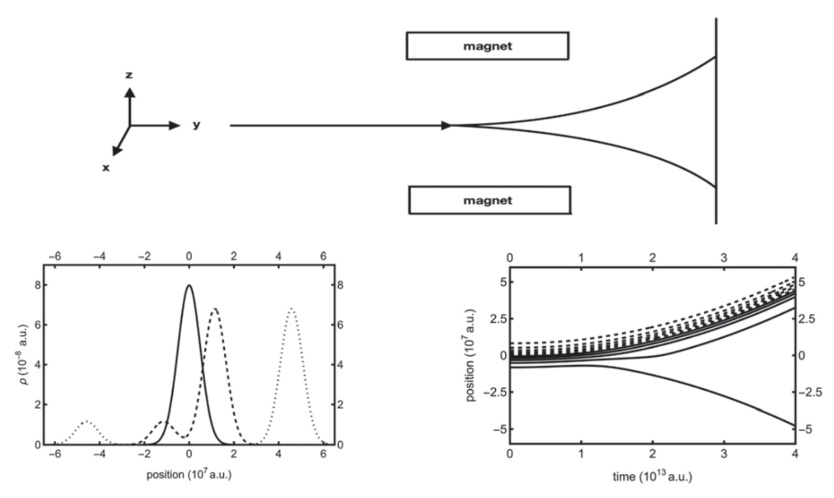 magnet
z
y
x
magnet
−6 −4 −2 0 2 4 6
8 8
6 6
4 4
2 2
0 0
−6 −4 −2 0 2 4 6
ρ (10⁻⁸ a.u.)
position (10⁷ a.u.)
0 1 2 3 4
5 5
2.5 2.5
0 0
−2.5 −2.5
−5 −5
0 1 2 3 4
position (10⁷ a.u.)
time (10¹³ a.u.)